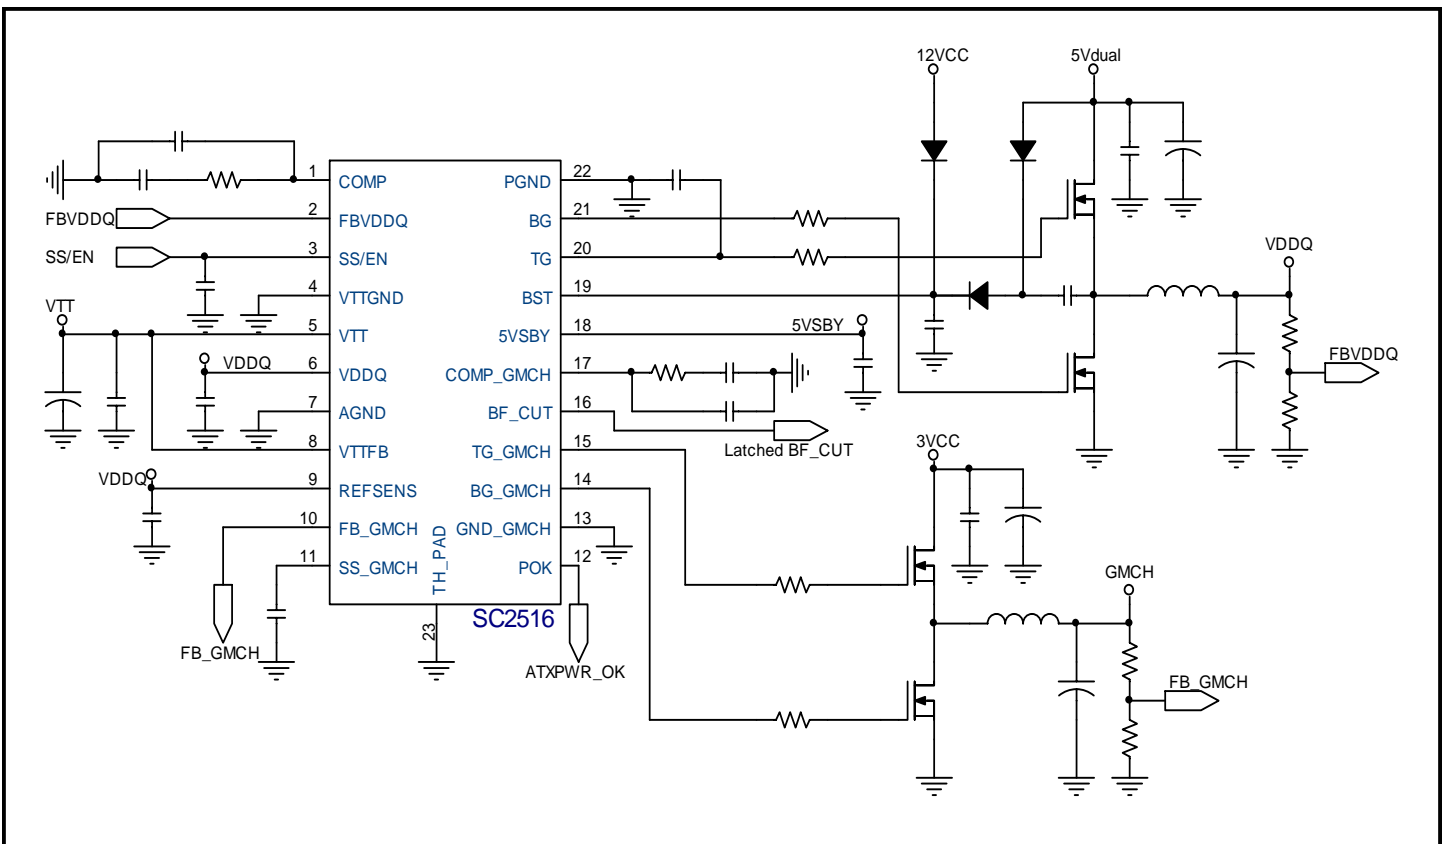 12VCC
5Vdual
1
COMP
PGND
22
FBVDDQ
2
FBVDDQ
BG
21
SS/EN
3
SS/EN
TG
20
VDDQ
4
VTTGND
BST
19
VTT
5
VTT
5VSBY
18
5VSBY
VDDQ
6
VDDQ
COMP_GMCH
17
FBVDDQ
7
AGND
BF_CUT
16
Latched BF_CUT
8
VTTFB
TG_GMCH
15
3VCC
VDDQ
9
REFSENS
BG_GMCH
14
10
FB_GMCH
GND_GMCH
13
11
SS_GMCH
TH_PAD
POK
12
GMCH
SC2516
23
FB_GMCH
ATXPWR_OK
FB_GMCH